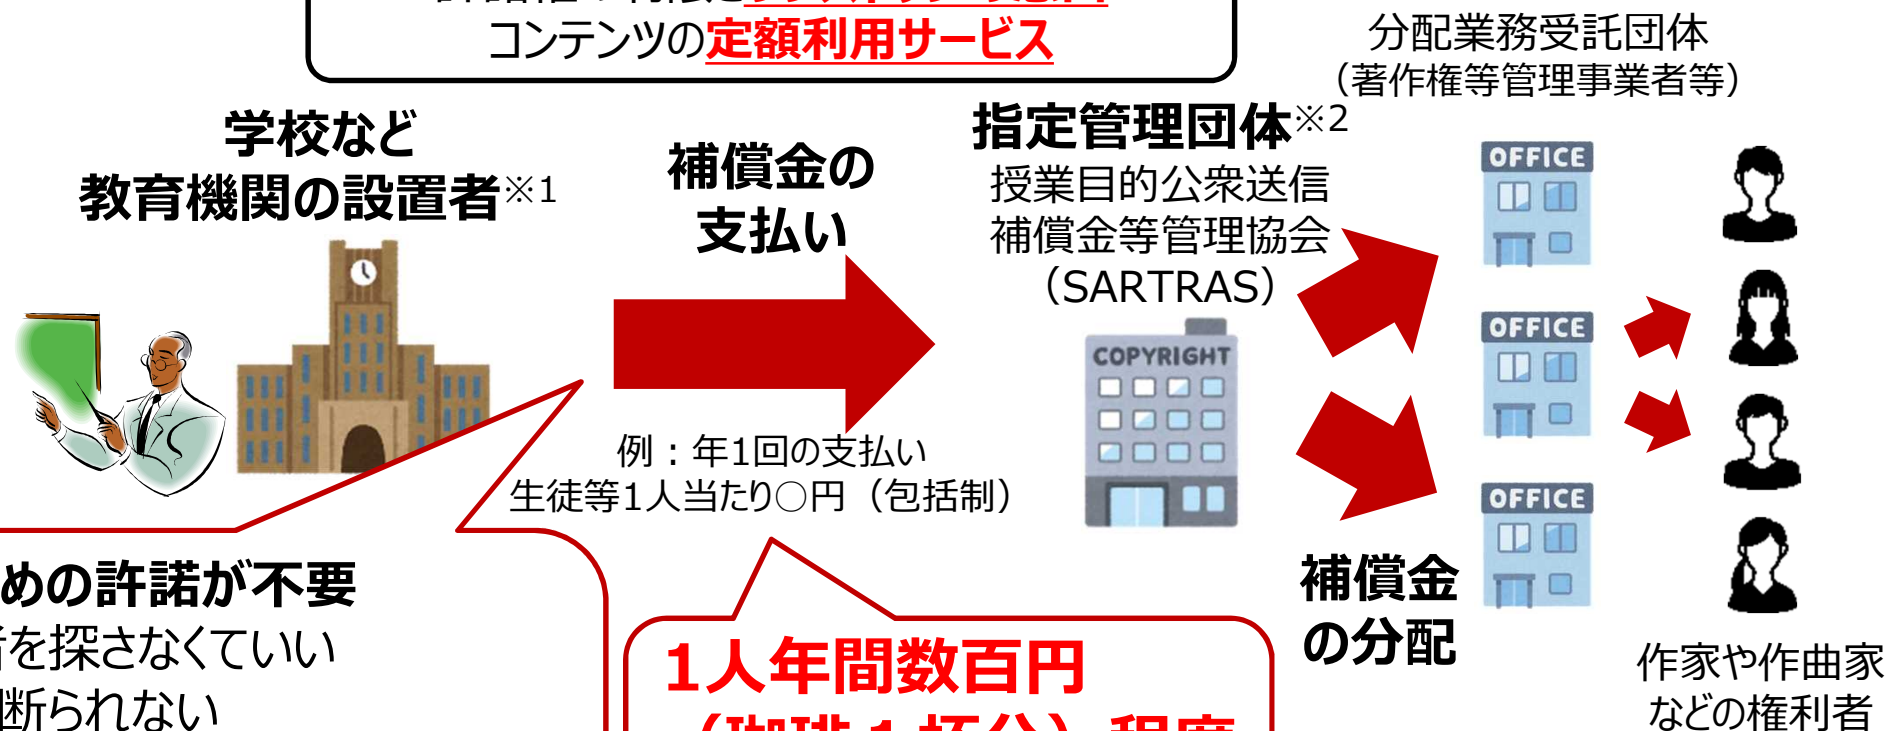 コンテンツの定額利用サービス
分配業務受託団体
（著作権等管理事業者等）
学校など
教育機関の設置者※1
補償金の
支払い
指定管理団体※2
授業目的公衆送信
補償金等管理協会
（SARTRAS）
COPYRIGHT
OFFICE
OFFICE
OFFICE
例：年1回の支払い
生徒等1人当たり○円（包括制）
補償金
の分配
作家や作曲家
などの権利者
めの許諾が不要
を探さなくていい
断られない
1人年間数百円
（珈琲１杯分）程度